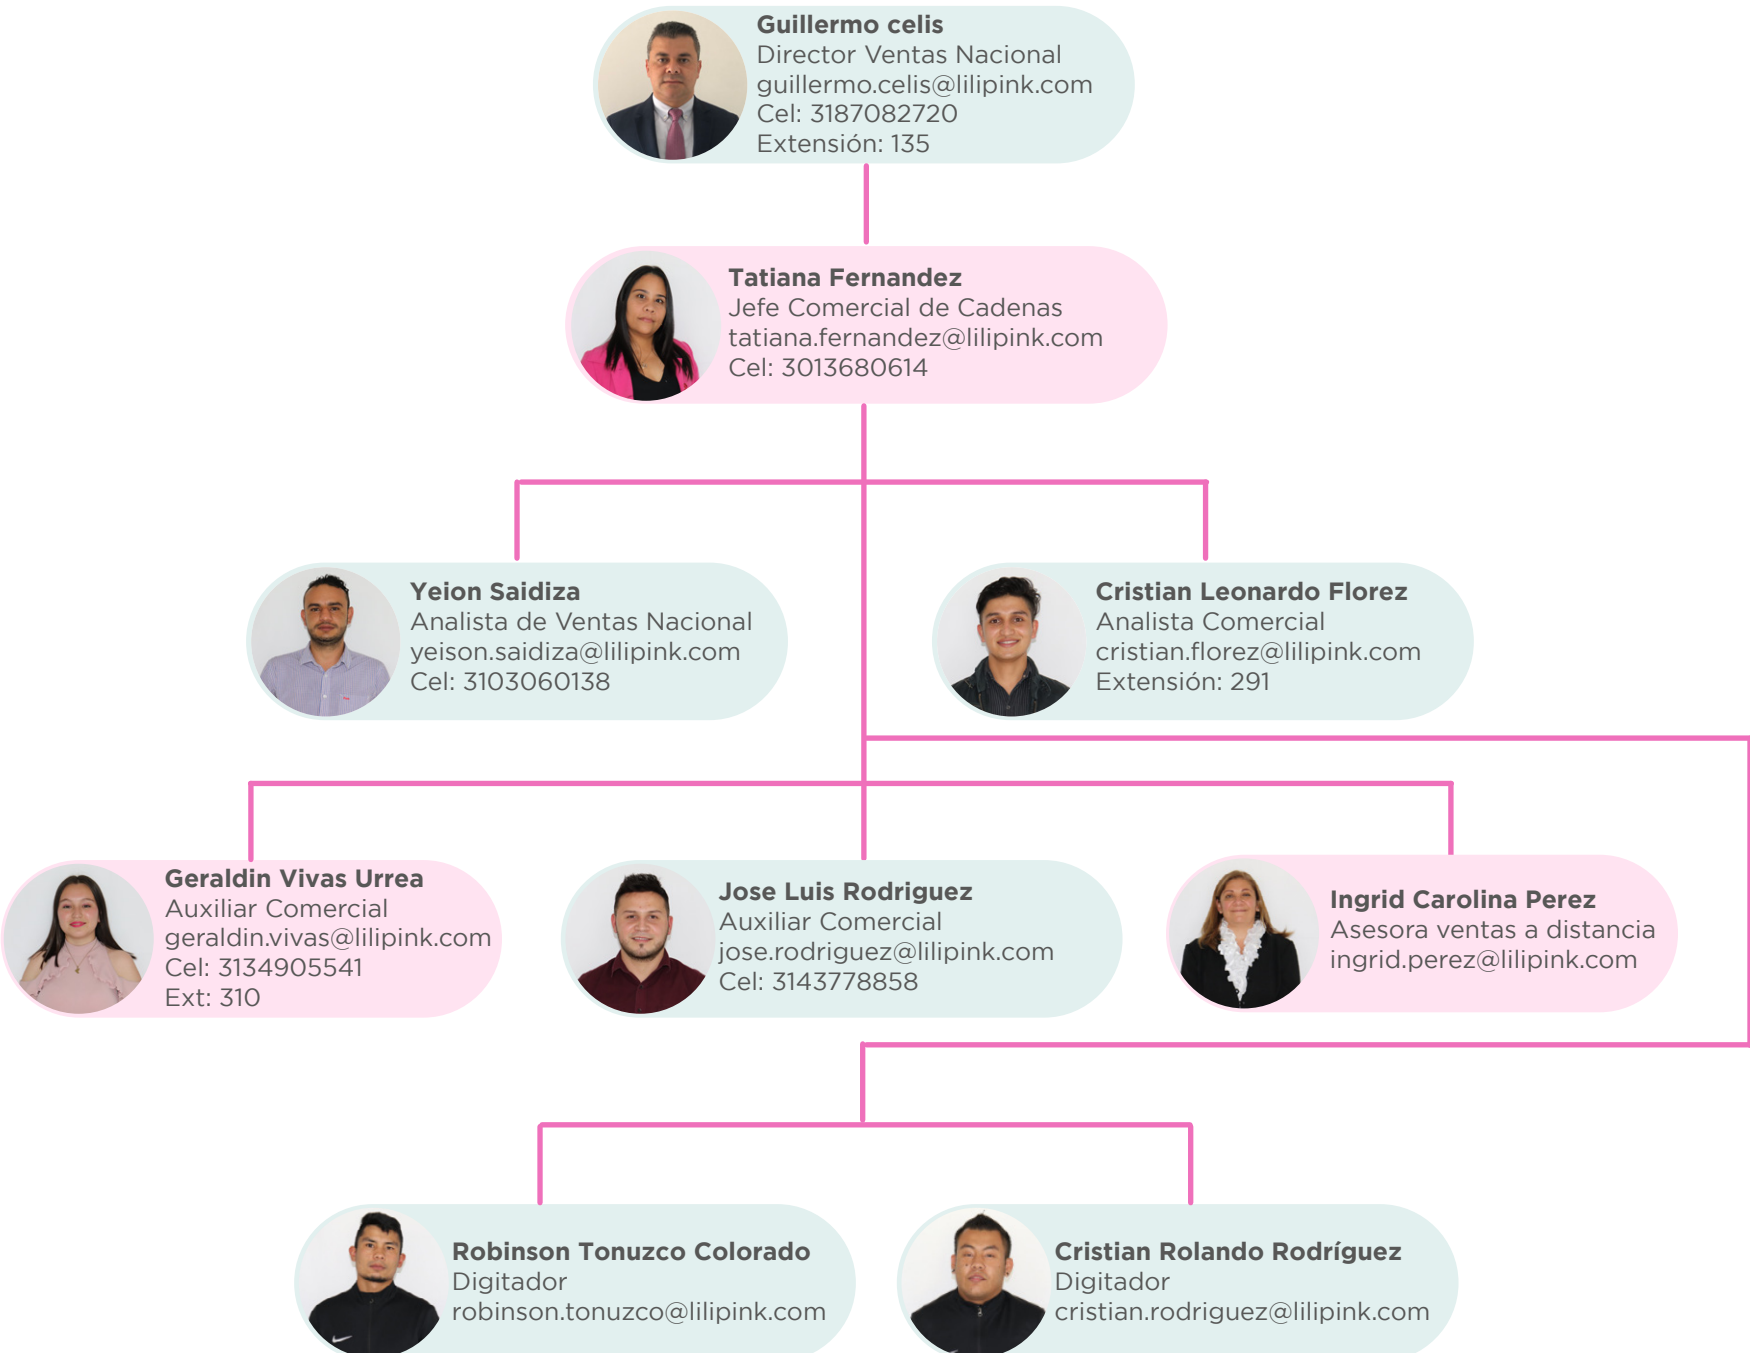 Guillermo celis
Director Ventas Nacional
guillermo.celis@lilipink.com
Cel: 3187082720
Extensión: 135
Tatiana Fernandez
Jefe Comercial de Cadenas
tatiana.fernandez@lilipink.com
Cel: 3013680614
Yeion Saidiza
Analista de Ventas Nacional
yeison.saidiza@lilipink.com
Cel: 3103060138
Cristian Leonardo Florez
Analista Comercial
cristian.florez@lilipink.com
Extensión: 291
Geraldin Vivas Urrea
Auxiliar Comercial
geraldin.vivas@lilipink.com
Cel: 3134905541
Ext: 310
Jose Luis Rodriguez
Auxiliar Comercial
jose.rodriguez@lilipink.com
Cel: 3143778858
Ingrid Carolina Perez
Asesora ventas a distancia
ingrid.perez@lilipink.com
Robinson Tonuzco Colorado
Digitador
robinson.tonuzco@lilipink.com
Cristian Rolando Rodríguez
Digitador
cristian.rodriguez@lilipink.com